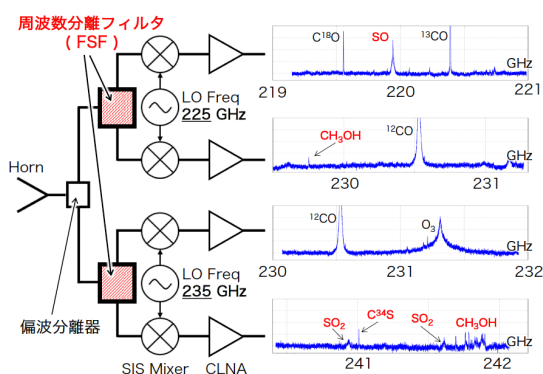 周波数分離フィルタ
( FSF )
Horn
偏波分離器
LO Freq
225 GHz
LO Freq
235 GHz
SIS Mixer
CLNA
C¹⁸O
SO
¹³CO
GHz
219
220
221
CH₃OH
¹²CO
GHz
230
231
¹²CO
O₃
GHz
230
231
232
SO₂
C³⁴S
SO₂
CH₃OH
GHz
241
242